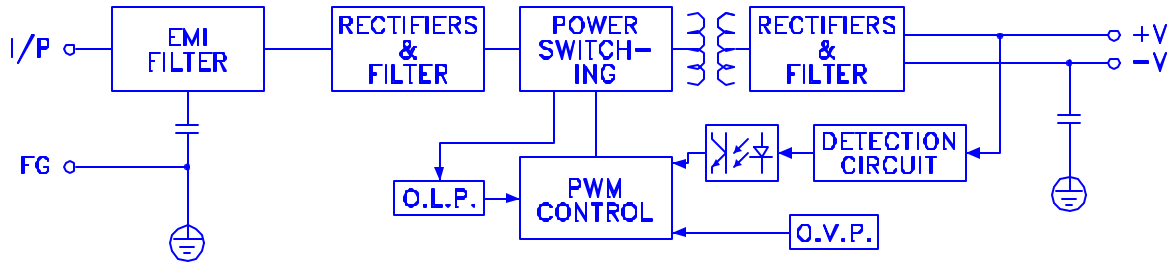 I/P
EMI
FILTER
RECTIFIERS
&
FILTER
POWER
SWITCH-
ING
RECTIFIERS
&
FILTER
+V
-V
FG
DETECTION
CIRCUIT
O.L.P.
PWM
CONTROL
O.V.P.